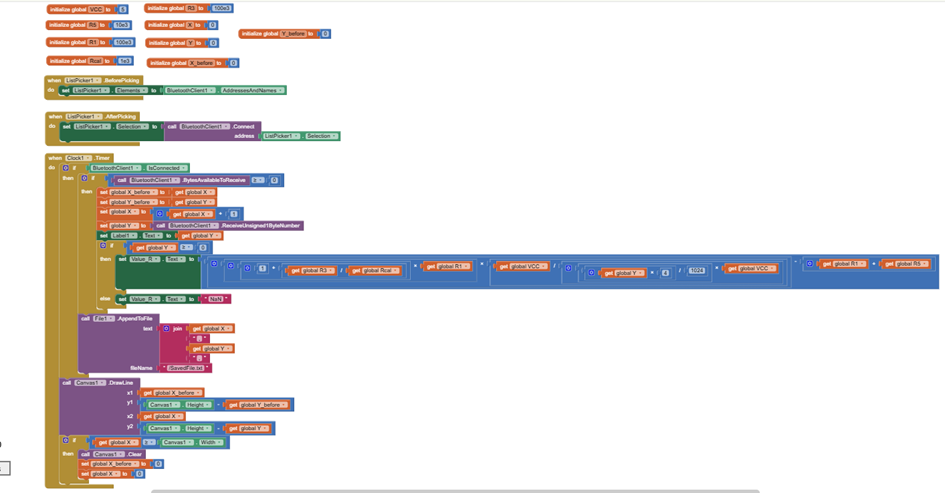 initialize global VCC to 5
initialize global R3 to 100e3
initialize global R5 to 10e3
initialize global X to 0
initialize global Y_before to 0
initialize global R1 to 100e3
initialize global Y to 0
initialize global Rcal to 1e3
initialize global X_before to 0
when ListPicker1 .BeforePicking
do set ListPicker1 . Elements to BluetoothClient1 . AddressesAndNames
when ListPicker1 .AfterPicking
do set ListPicker1 . Selection to call BluetoothClient1 .Connect
address ListPicker1 . Selection
when Clock1 .Timer
do if BluetoothClient1 . IsConnected
then if call BluetoothClient1 .BytesAvailableToReceive ≥ 0
then set global X_before to get global X
set global Y_before to get global Y
set global X to get global X + 1
set global Y to call BluetoothClient1 .ReceiveUnsigned1ByteNumber
set Label1 . Text to get global Y
if get global Y 0
then set Value_R . Text to 1 + get global R3 / get global Rcal × get global R1 × get global VCC / get global Y × 4 / 1024 × get global VCC - get global R1 + get global R5
else set Value_R . Text to " NaN "
call File1 .AppendToFile
text join get global X
get global Y
fileName " /SavedFile.txt "
call Canvas1 .DrawLine
x1 get global X_before
y1 Canvas1 . Height - get global Y_before
x2 get global X
y2 Canvas1 . Height - get global Y
if get global X Canvas1 . Width
then call Canvas1 .Clear
set global X_before to 0
set global X to 0